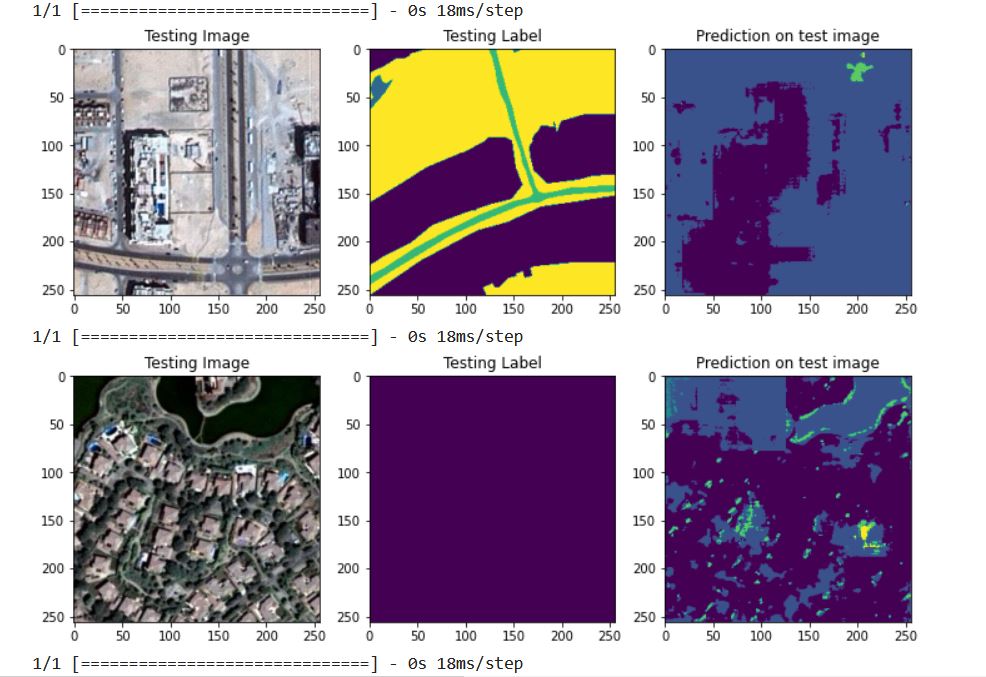 1/1 [==============================] - 0s 18ms/step
Testing Image Testing Label Prediction on test image
0 0 0
50 50 50
100 100 100
150 150 150
200 200 200
250 250 250
0 50 100 150 200 250 0 50 100 150 200 250 0 50 100 150 200 250
1/1 [==============================] - 0s 18ms/step
Testing Image Testing Label Prediction on test image
0 0 0
50 50 50
100 100 100
150 150 150
200 200 200
250 250 250
0 50 100 150 200 250 0 50 100 150 200 250 0 50 100 150 200 250
1/1 [==============================] - 0s 18ms/step